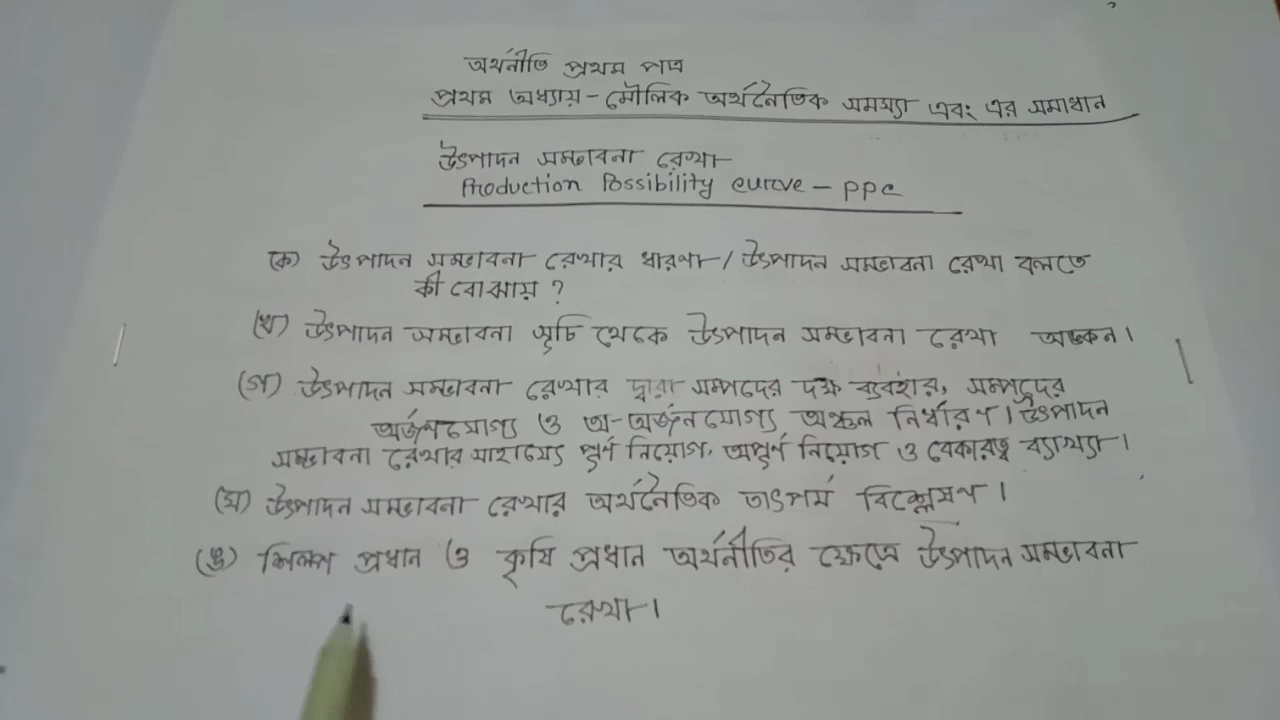 অর্থনীতি প্রথম পত্র
প্রথম অধ্যায় - মৌলিক অর্থনৈতিক সমস্যা এবং এর সমাধান
উৎপাদন সম্ভাবনা রেখা
Production Possibility curve - ppc
(ক) উৎপাদন সম্ভাবনা রেখার ধারণা / উৎপাদন সম্ভাবনা রেখা বলতে
কী বোঝায় ?
(খ) উৎপাদন সম্ভাবনা সূচি থেকে উৎপাদন সম্ভাবনা রেখা অঙ্কন।
(গ) উৎপাদন সম্ভাবনা রেখার দ্বারা সম্পদের দক্ষ ব্যবহার, সম্পদের
অর্জনযোগ্য ও অ-অর্জনযোগ্য অঞ্চল নির্ধারণ। উৎপাদন
সম্ভাবনা রেখার সাহায্যে পূর্ণ নিয়োগ, অপূর্ণ নিয়োগ ও বেকারত্ব ব্যাখ্যা।
(ঘ) উৎপাদন সম্ভাবনা রেখার অর্থনৈতিক তাৎপর্য বিশ্লেষণ।
(ঙ) শিল্প প্রধান ও কৃষি প্রধান অর্থনীতির ক্ষেত্রে উৎপাদন সম্ভাবনা
রেখা।